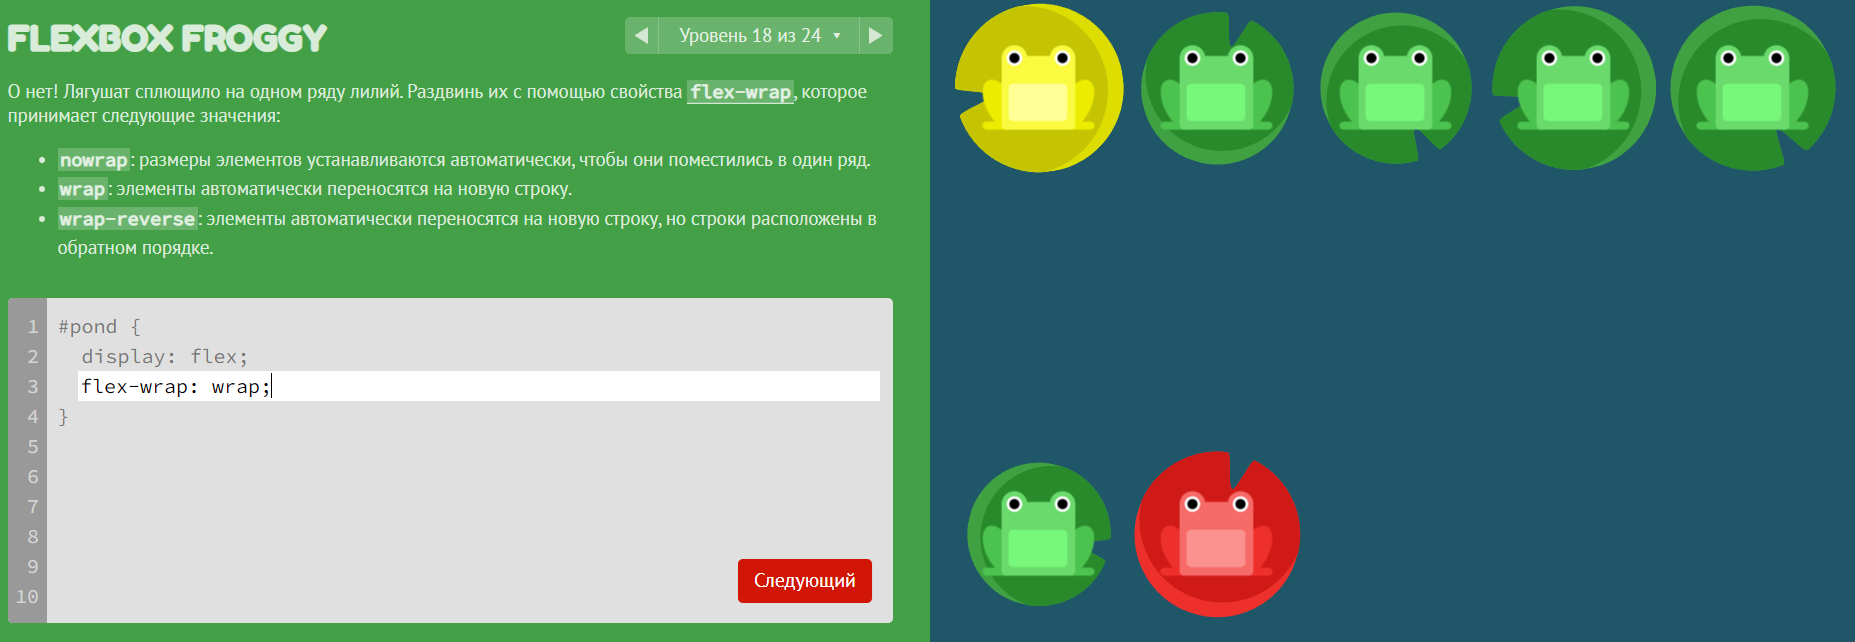 FLEXBOX FROGGY
Уровень 18 из 24
О нет! Лягушат сплющило на одном ряду лилий. Раздвинь их с помощью свойства flex-wrap, которое
принимает следующие значения:
• nowrap: размеры элементов устанавливаются автоматически, чтобы они поместились в один ряд.
• wrap: элементы автоматически переносятся на новую строку.
• wrap-reverse: элементы автоматически переносятся на новую строку, но строки расположены в
обратном порядке.
1 #pond {
2 display: flex;
3 flex-wrap: wrap;
4 }
5
6
7
8
9
10
Следующий